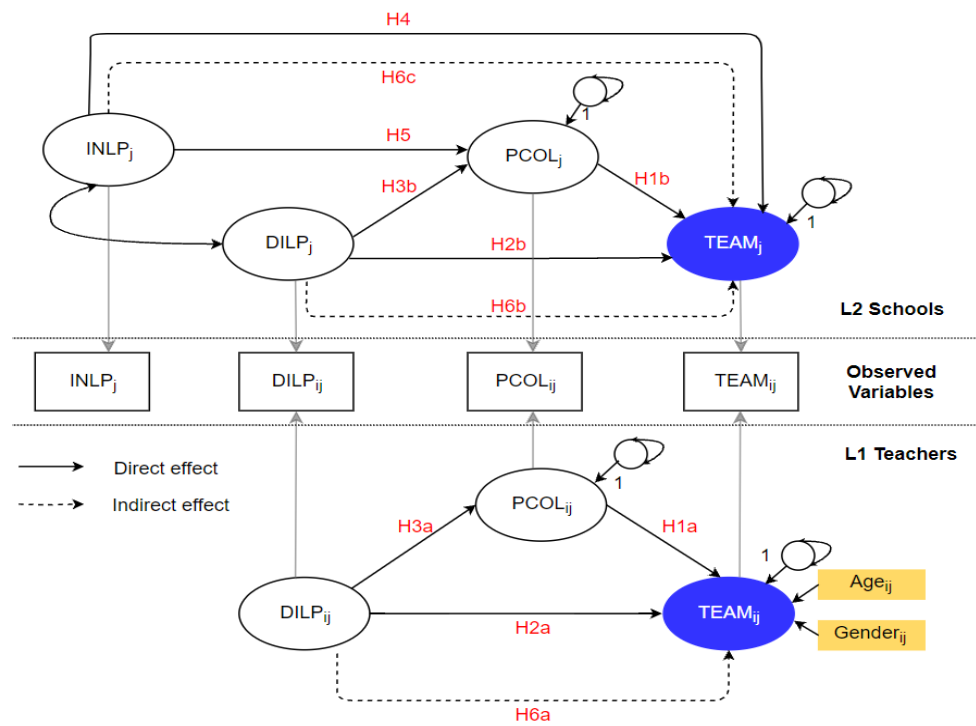 H4
H6c
INLPj
H5
PCOLj
1
H3b
H1b
DILPj
H2b
TEAMj
1
H6b
L2 Schools
INLPj
DILPij
PCOLij
TEAMij
Observed
Variables
L1 Teachers
Direct effect
Indirect effect
PCOLij
1
H3a
H1a
1
DILPij
H2a
TEAMij
Ageij
Genderij
H6a